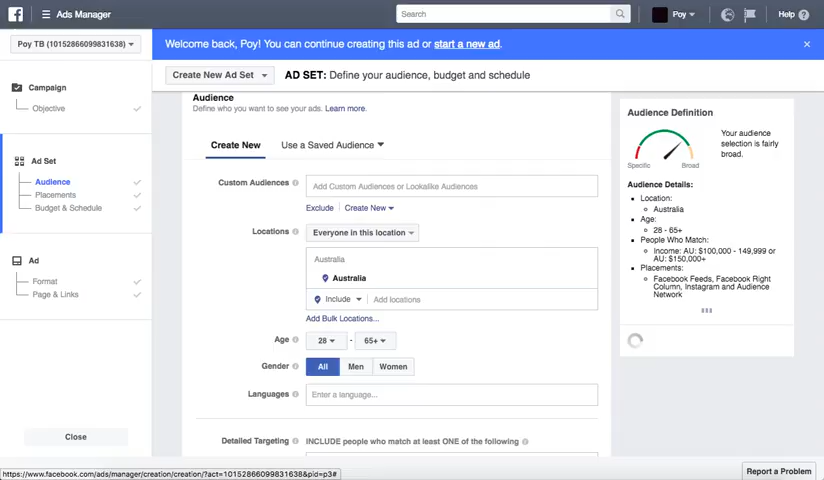 f Ads Manager Search Poy Help ?
Poy TB (10152866099831638)
Welcome back, Poy! You can continue creating this ad or start a new ad. ×
Create New Ad Set AD SET: Define your audience, budget and schedule
Campaign
Objective
Ad Set
Audience
Placements
Budget & Schedule
Ad
Format
Page & Links
Close
Audience
Define who you want to see your ads. Learn more.
Create New Use a Saved Audience
Custom Audiences i Add Custom Audiences or Lookalike Audiences
Exclude | Create New
Locations i Everyone in this location
Australia
Australia
Include Add locations
Add Bulk Locations...
Age i 28 - 65+
Gender i All Men Women
Languages i Enter a language...
Detailed Targeting i INCLUDE people who match at least ONE of the following i
Audience Definition
Specific Broad
Your audience
selection is fairly
broad.
Audience Details:
Location:
Australia
Age:
28 - 65+
People Who Match:
Income: AU: $100,000 - 149,999 or
AU: $150,000+
Placements:
Facebook Feeds, Facebook Right
Column, Instagram and Audience
Network
https://www.facebook.com/ads/manager/creation/creation/?act=10152866099831638&pid=p3#
Report a Problem